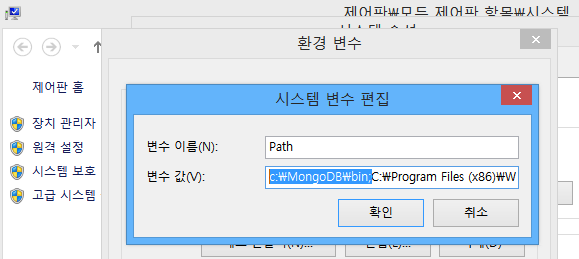 제어판₩모든 제어판 항목₩시스템
환경 변수
제어판 홈
장치 관리자
원격 설정
시스템 보호
고급 시스템
시스템 변수 편집
변수 이름(N):
Path
변수 값(V):
c:₩MongoDB₩bin;C:₩Program Files (x86)₩W
확인
취소